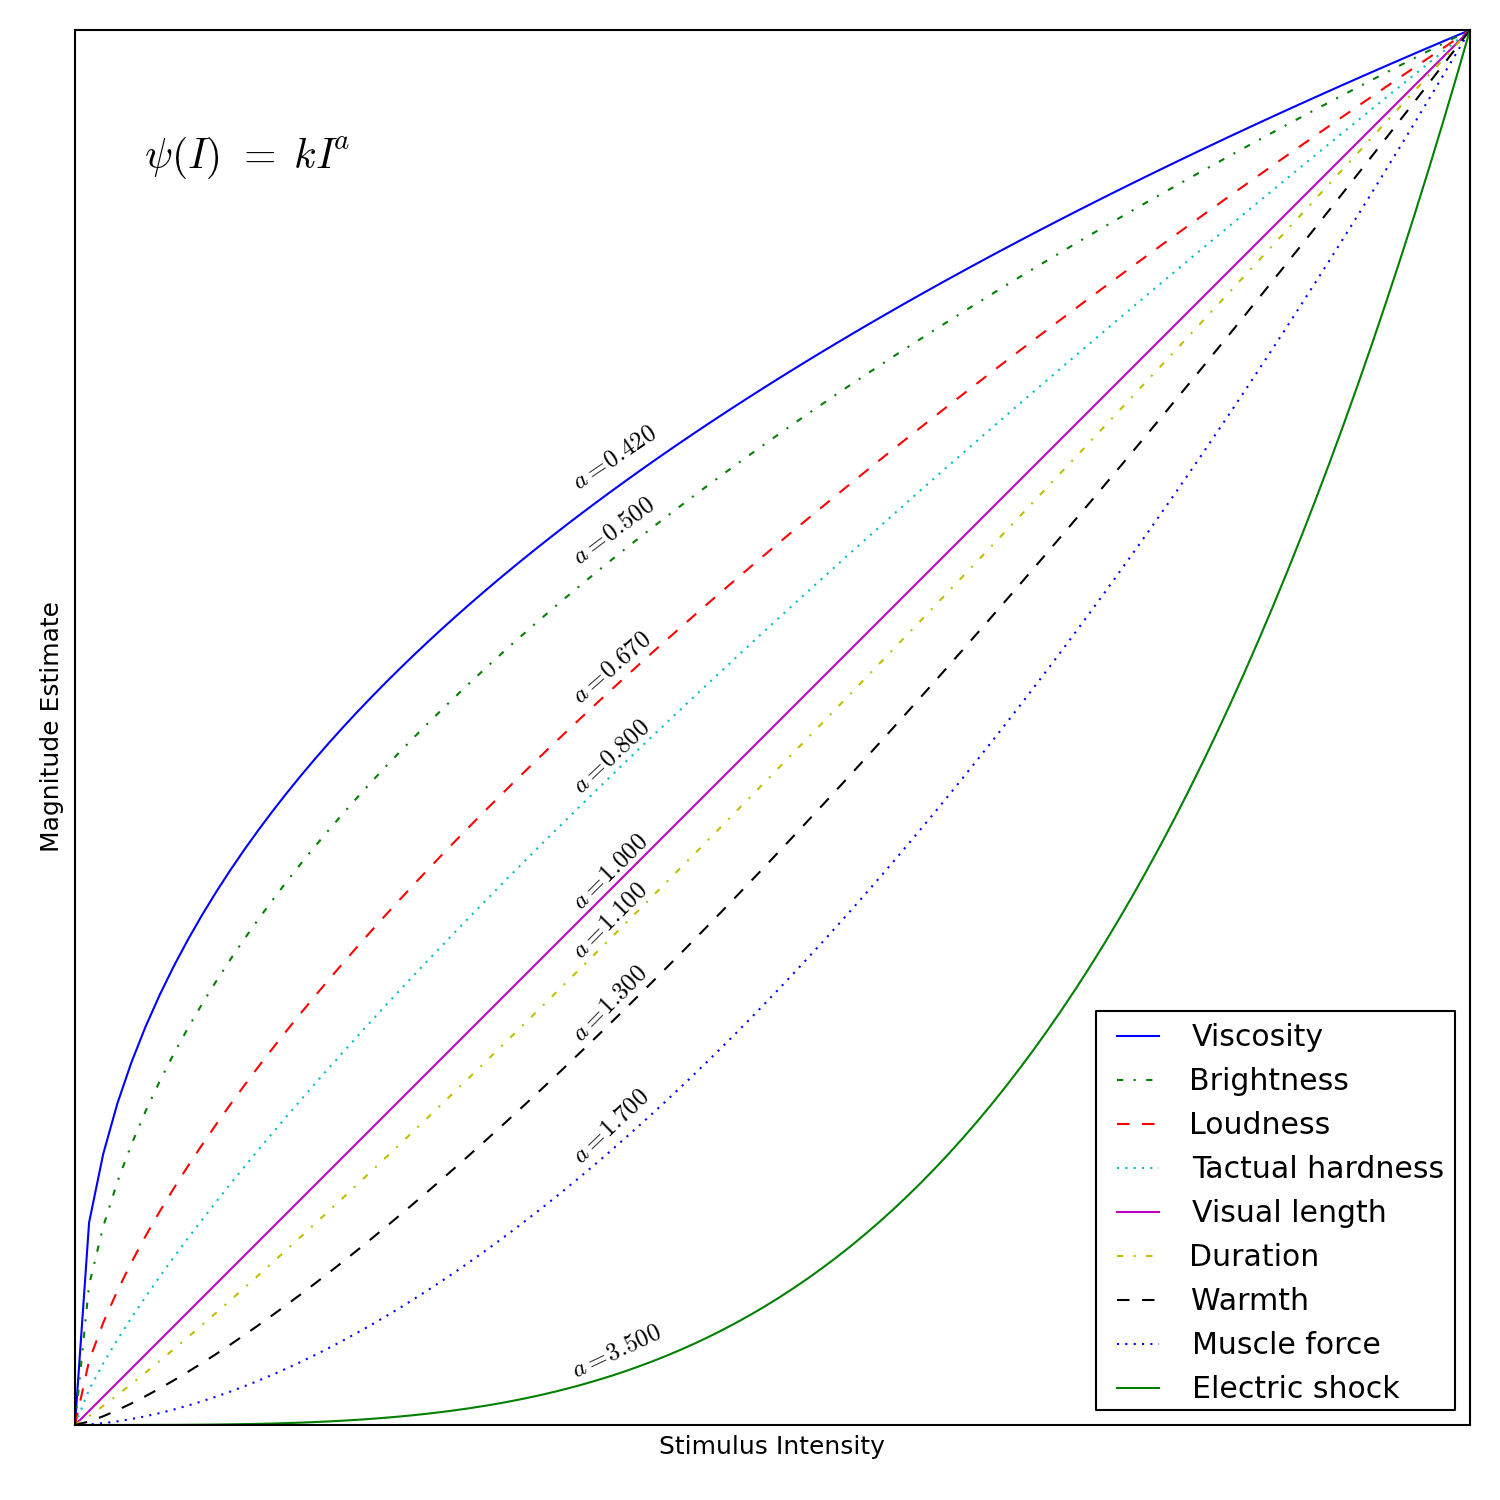 ψ(I) = kIᵃ
a=0.420
a=0.500
a=0.670
a=0.800
a=1.000
a=1.100
a=1.300
a=1.700
a=3.500
Magnitude Estimate
Viscosity
Brightness
Loudness
Tactual hardness
Visual length
Duration
Warmth
Muscle force
Electric shock
Stimulus Intensity